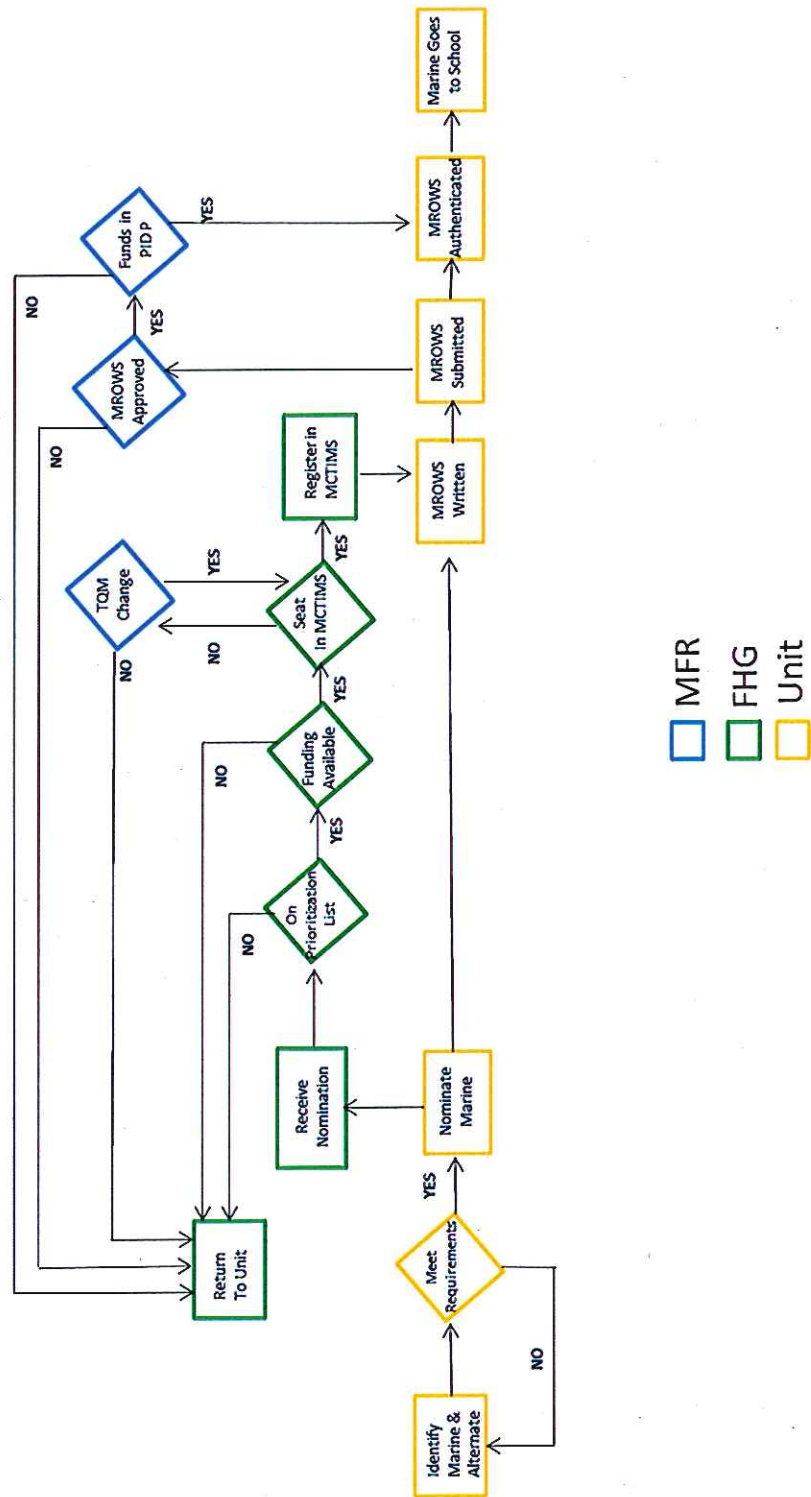 TQM
Change
NO
YES
NO
MROWS
Approved
NO
YES
Funds in
PIDP
NO
YES
Return
To Unit
Receive
Nomination
On
Prioritization
List
NO
YES
Funding
Available
NO
YES
Seat
In MCTIMS
YES
Register in
MCTIMS
Identify
Marine &
Alternate
Meet
Requirements
NO
YES
Nominate
Marine
MROWS
Written
MROWS
Submitted
MROWS
Authenticated
Marine Goes
to School
MFR
FHG
Unit